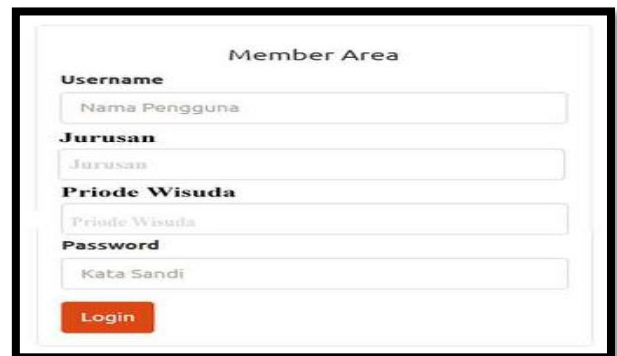 Member Area
Username
Nama Pengguna
Jurusan
Jurusan
Priode Wisuda
Priode Wisuda
Password
Kata Sandi
Login